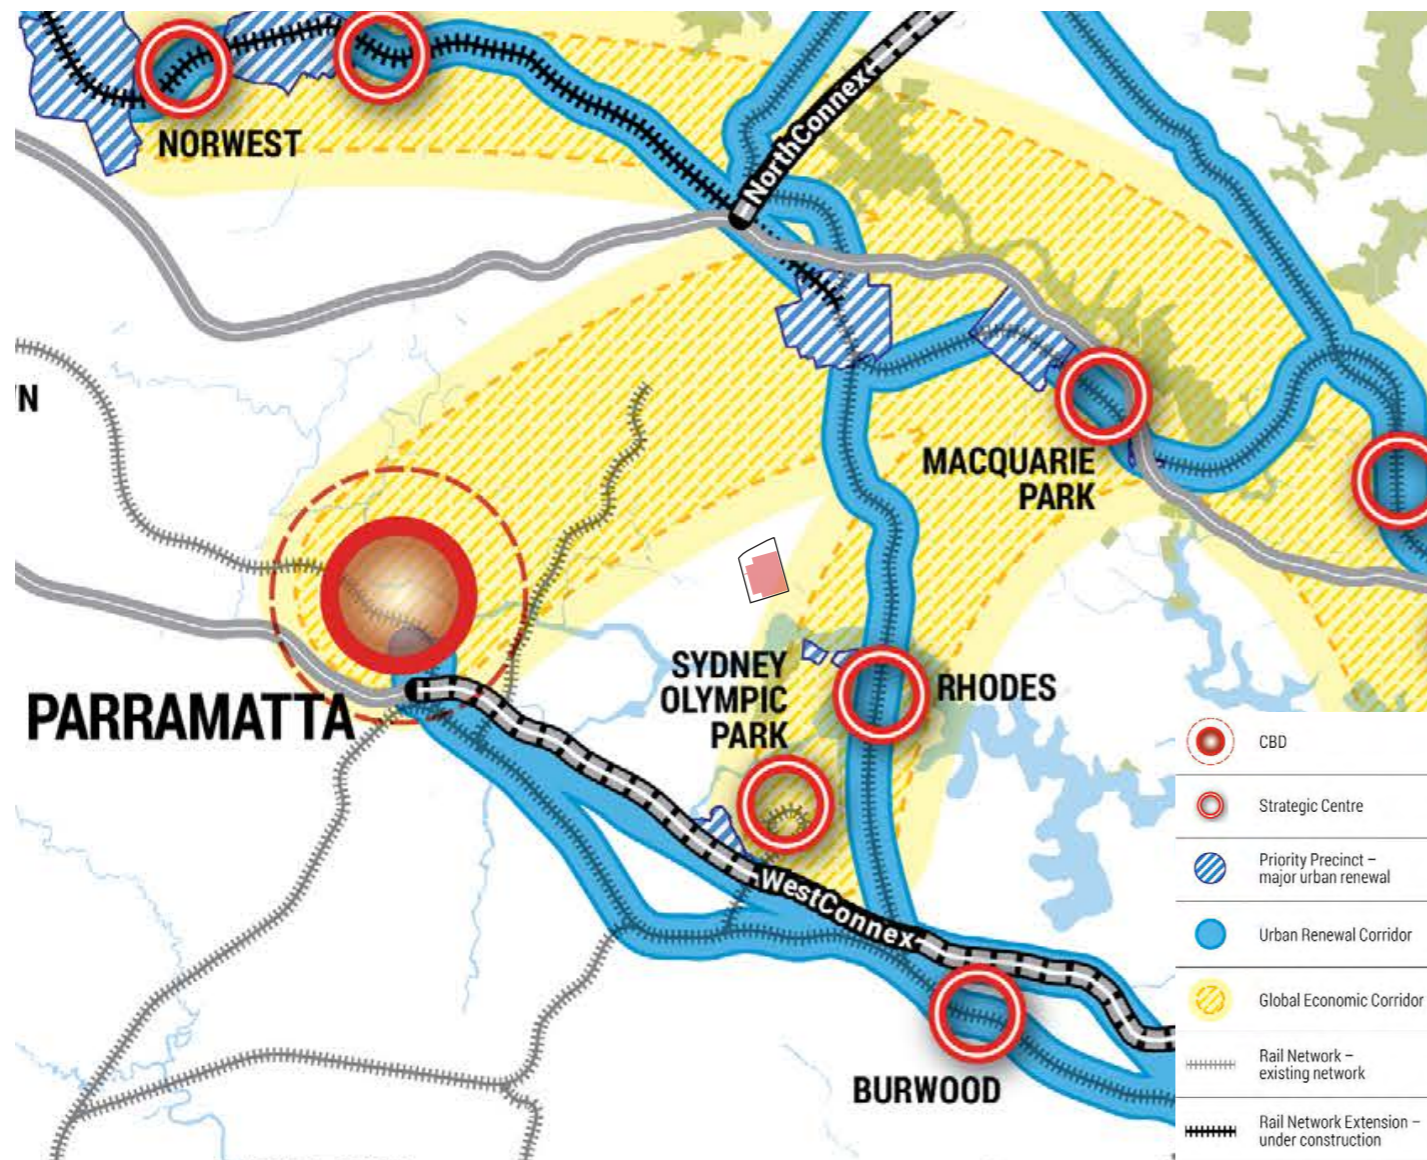 NorthConnex
NORWEST
N
MACQUARIE
PARK
SYDNEY
OLYMPIC
PARK
RHODES
PARRAMATTA
WestConnex
BURWOOD
CBD
Strategic Centre
Priority Precinct –
major urban renewal
Urban Renewal Corridor
Global Economic Corridor
Rail Network –
existing network
Rail Network Extension –
under construction